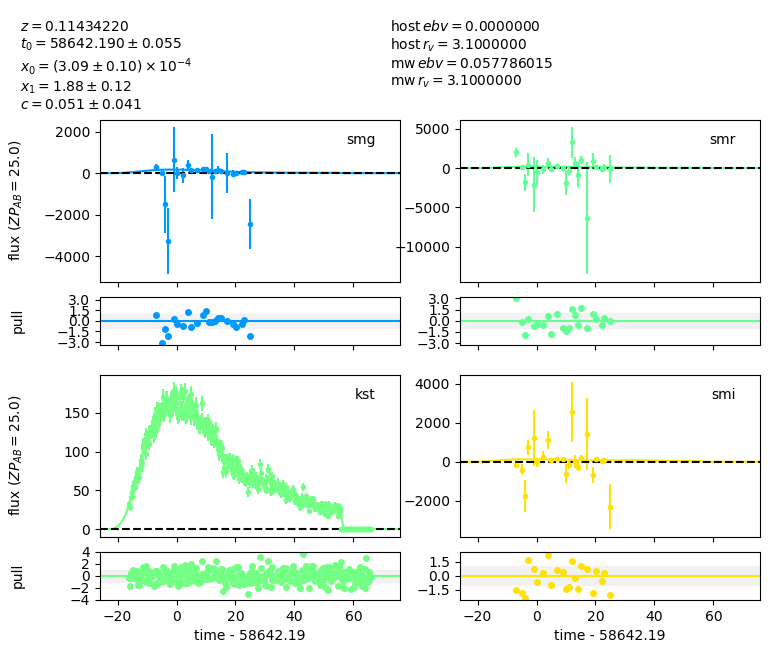 z = 0.11434220
t₀ = 58642.190 ± 0.055
x₀ = (3.09 ± 0.10) × 10⁻⁴
x₁ = 1.88 ± 0.12
c = 0.051 ± 0.041
host ebv = 0.0000000
host r_v = 3.1000000
mw ebv = 0.057786015
mw r_v = 3.1000000
flux (ZP_AB = 25.0)
2000
0
−2000
−4000
smg
5000
0
−5000
−10000
smr
pull
3.0
1.5
0.0
−1.5
−3.0
3.0
1.5
0.0
−1.5
−3.0
flux (ZP_AB = 25.0)
150
100
50
0
kst
4000
2000
0
−2000
smi
pull
4
2
0
−2
−4
1.5
0.0
−1.5
−20 0 20 40 60
time - 58642.19
−20 0 20 40 60
time - 58642.19